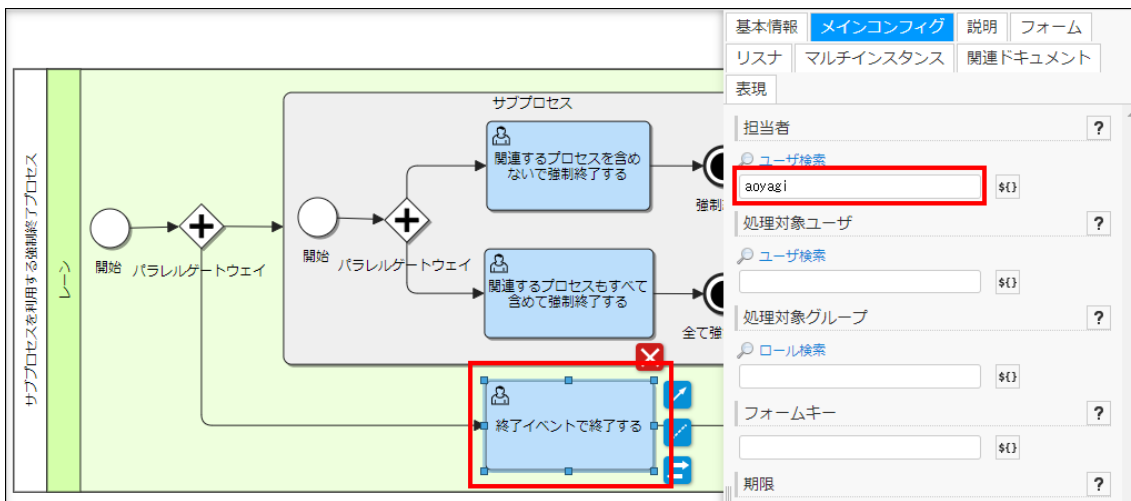 サブプロセスを利用する強制終了プロセス
レーン
開始
パラレルゲートウェイ
サブプロセス
開始
パラレルゲートウェイ
関連するプロセスを含め
ないで強制終了する
強制
関連するプロセスもすべて
含めて強制終了する
全て強
終了イベントで終了する
基本情報
メインコンフィグ
説明
フォーム
リスナ
マルチインスタンス
関連ドキュメント
表現
担当者
?
ユーザ検索
aoyagi
${}
処理対象ユーザ
?
ユーザ検索
${}
処理対象グループ
?
ロール検索
${}
フォームキー
?
${}
期限
?